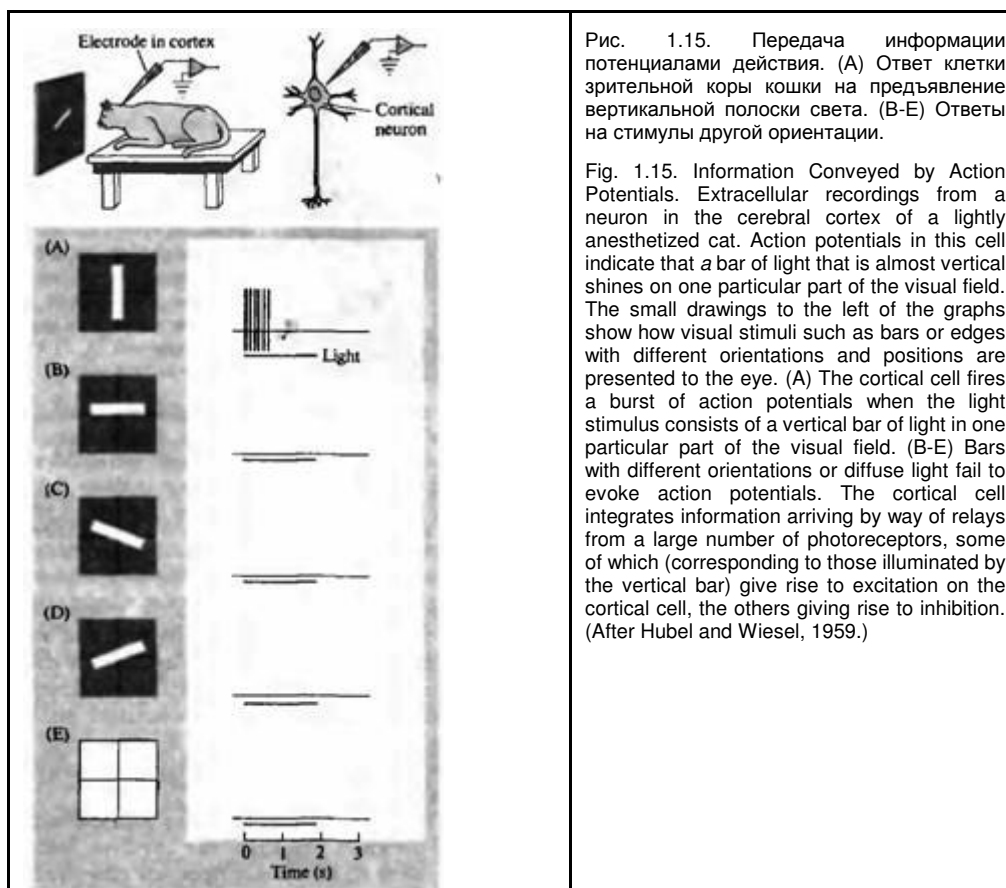 Electrode in cortex
Cortical
neuron
(A)
Light
(B)
(C)
(D)
(E)
0 1 2 3
Time (s)
Рис. 1.15. Передача информации
потенциалами действия. (А) Ответ клетки
зрительной коры кошки на предъявление
вертикальной полоски света. (В-Е) Ответы
на стимулы другой ориентации.
Fig. 1.15. Information Conveyed by Action
Potentials. Extracellular recordings from a
neuron in the cerebral cortex of a lightly
anesthetized cat. Action potentials in this cell
indicate that a bar of light that is almost vertical
shines on one particular part of the visual field.
The small drawings to the left of the graphs
show how visual stimuli such as bars or edges
with different orientations and positions are
presented to the eye. (A) The cortical cell fires
a burst of action potentials when the light
stimulus consists of a vertical bar of light in one
particular part of the visual field. (B-E) Bars
with different orientations or diffuse light fail to
evoke action potentials. The cortical cell
integrates information arriving by way of relays
from a large number of photoreceptors, some
of which (corresponding to those illuminated by
the vertical bar) give rise to excitation on the
cortical cell, the others giving rise to inhibition.
(After Hubel and Wiesel, 1959.)